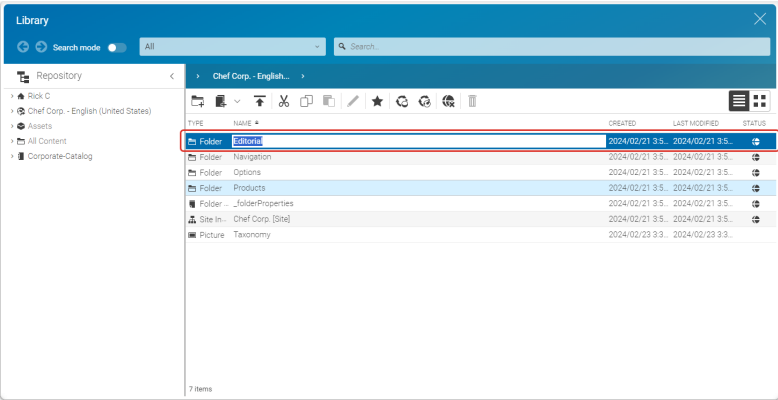 Library
Search mode
All
Search...
Repository
Chef Corp. - English...
Rick C
Chef Corp. - English (United States)
Assets
All Content
Corporate-Catalog
TYPE NAME CREATED LAST MODIFIED STATUS
Folder Editorial 2024/02/21 3:5... 2024/02/21 3:5...
Folder Navigation 2024/02/21 3:5... 2024/02/21 3:5...
Folder Options 2024/02/21 3:5... 2024/02/21 3:5...
Folder Products 2024/02/21 3:5... 2024/02/21 3:5...
Folder ... _folderProperties 2024/02/21 3:5... 2024/02/21 3:5...
Site In... Chef Corp. [Site] 2024/02/21 3:5... 2024/02/21 3:5...
Picture Taxonomy 2024/02/23 3:3... 2024/02/23 3:3...
7 items